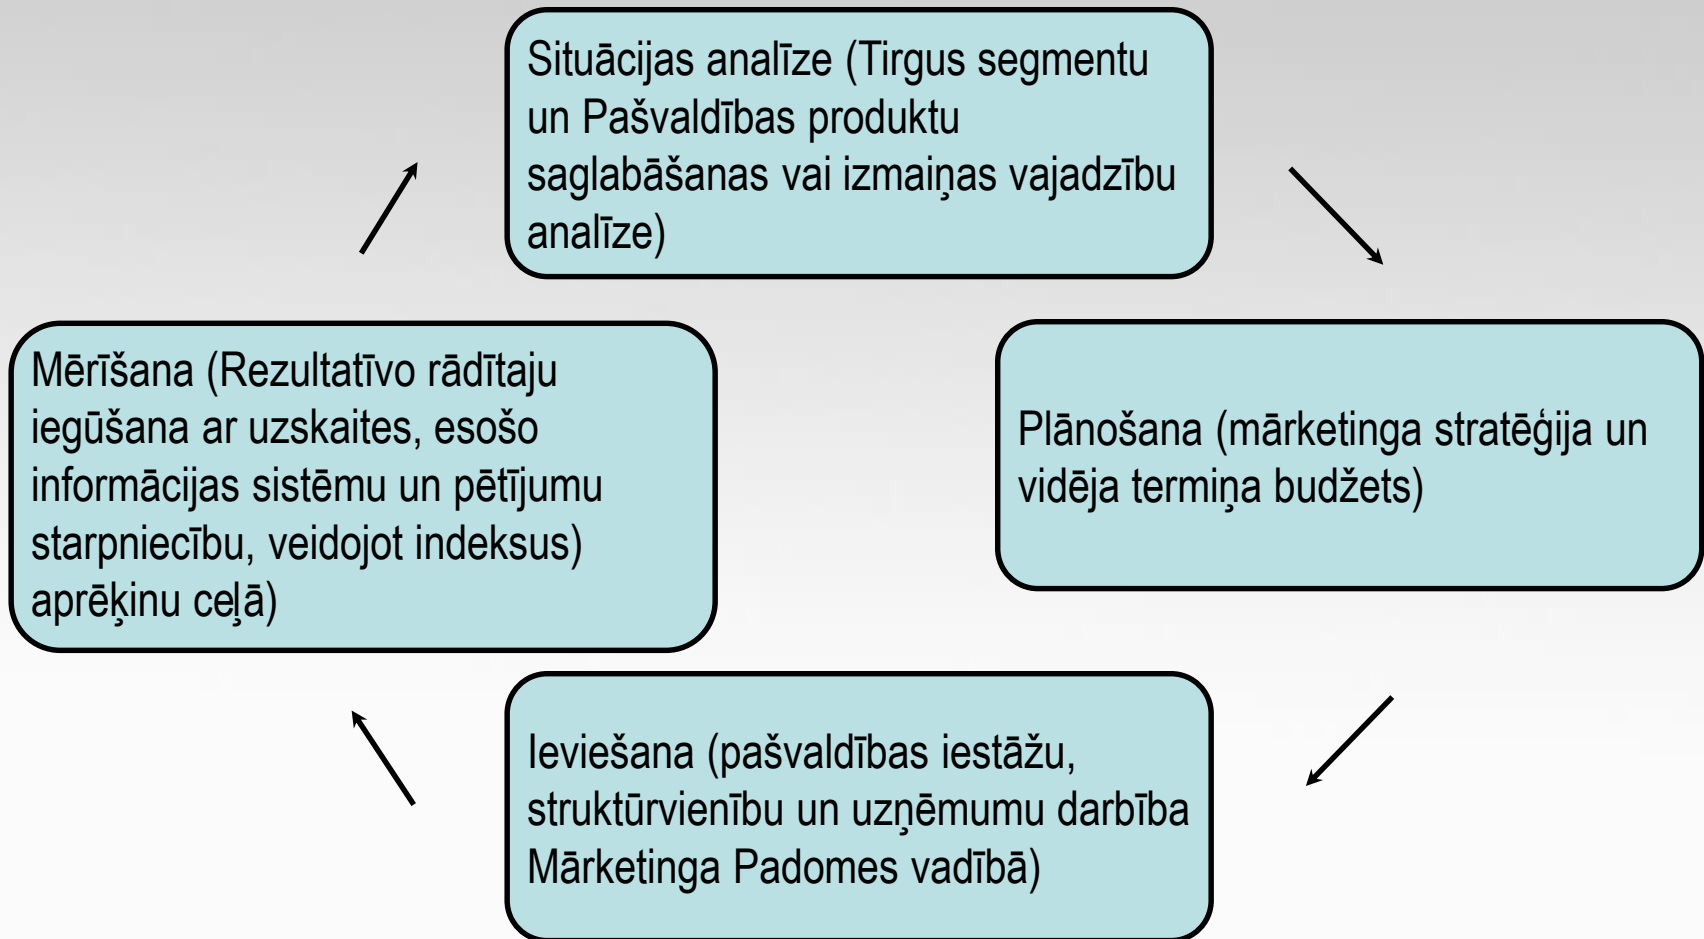 Situācijas analīze (Tirgus segmentu
un Pašvaldības produktu
saglabāšanas vai izmaiņas vajadzību
analīze)
Mērīšana (Rezultatīvo rādītaju
iegūšana ar uzskaites, esošo
informācijas sistēmu un pētījumu
starpniecību, veidojot indeksus)
aprēķinu ceļā)
Plānošana (mārketinga stratēģija un
vidēja termiņa budžets)
Ieviešana (pašvaldības iestāžu,
struktūrvienību un uzņēmumu darbība
Mārketinga Padomes vadībā)